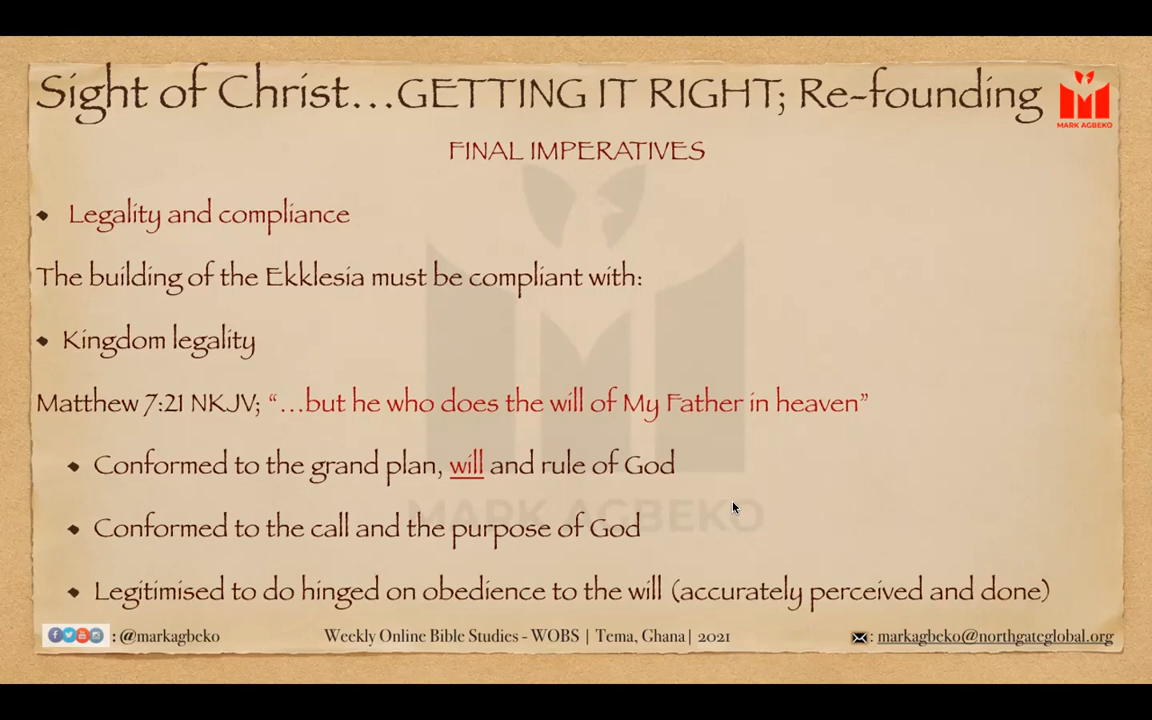 Sight of Christ...GETTING IT RIGHT; Re-founding
MARK AGBEKO
FINAL IMPERATIVES
• Legality and compliance
The building of the Ekklesia must be compliant with:
• Kingdom legality
Matthew 7:21 NKJV; “...but he who does the will of My Father in heaven”
• Conformed to the grand plan, will and rule of God
• Conformed to the call and the purpose of God
MARK AGBEKO
• Legitimised to do hinged on obedience to the will (accurately perceived and done)
: @markagbeko Weekly Online Bible Studies - WOBS | Tema, Ghana| 2021 : markagbeko@northgateglobal.org